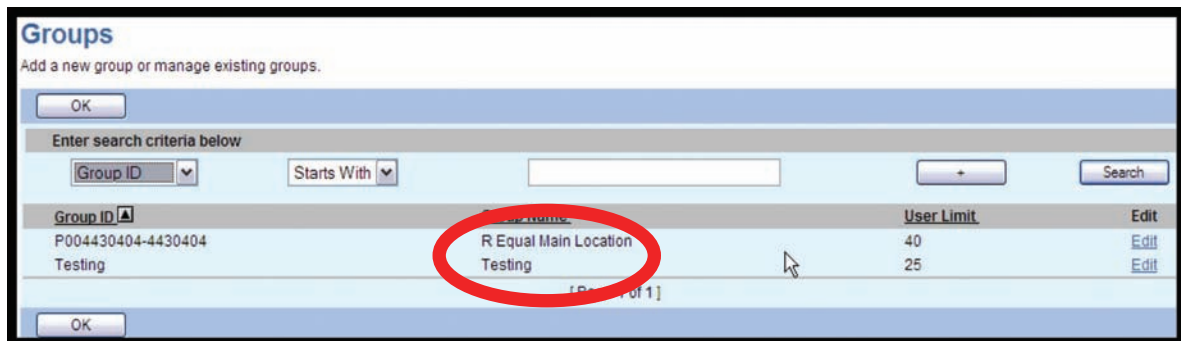 Groups
Add a new group or manage existing groups.
OK
Enter search criteria below
Group ID Starts With + Search
Group ID Name User Limit Edit
P004430404-4430404 R Equal Main Location 40 Edit
Testing Testing 25 Edit
[ of 1 ]
OK